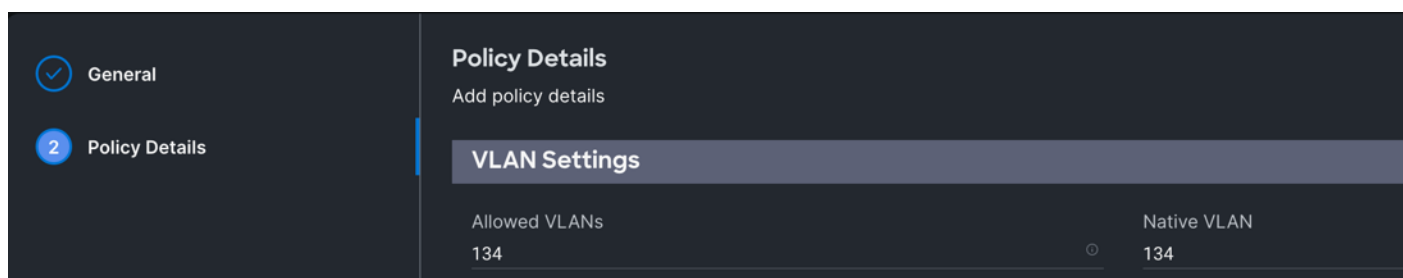 General
2 Policy Details
Policy Details
Add policy details
VLAN Settings
Allowed VLANs
134
Native VLAN
134